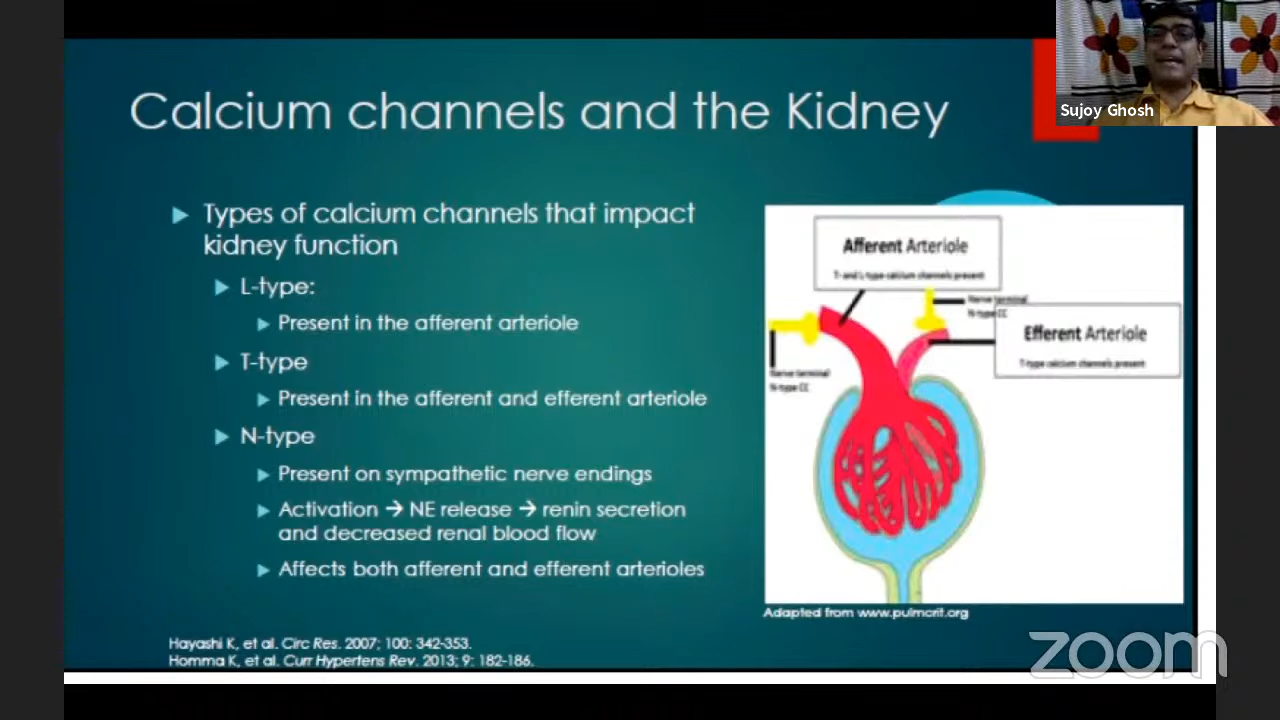 Sujoy Ghosh
Calcium channels and the Kidney
Types of calcium channels that impact
kidney function
L-type:
Present in the afferent arteriole
T-type
Present in the afferent and efferent arteriole
N-type
Present on sympathetic nerve endings
Activation → NE release → renin secretion
and decreased renal blood flow
Affects both afferent and efferent arterioles
Afferent Arteriole
T- and L type calcium channels present
Nerve terminal
N-type CC
Efferent Arteriole
T-type calcium channels present
Nerve terminal
N-type CC
Adapted from www.pulmcrit.org
Hayashi K, et al. Circ Res. 2007; 100: 342-353.
Homma K, et al. Curr Hypertens Rev. 2013; 9: 182-186.
zoom